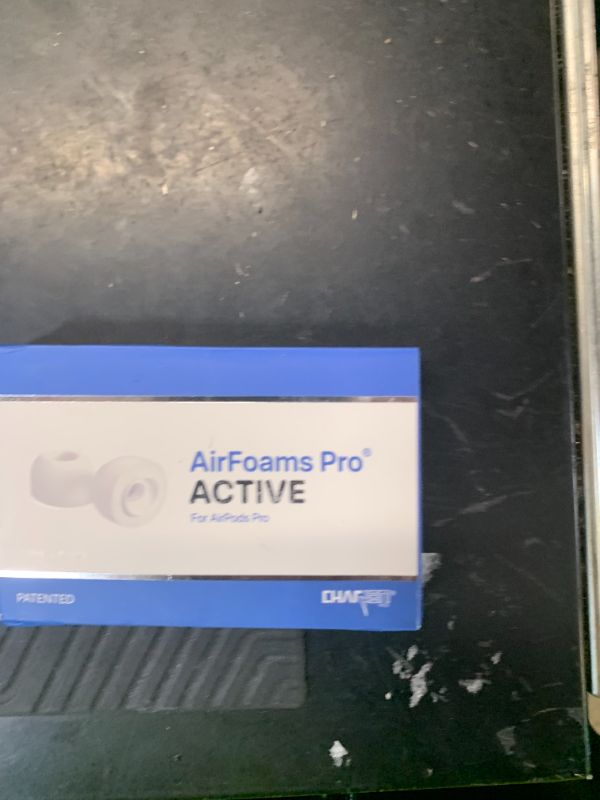 AirFoams Pro®
ACTIVE
For AirPods Pro
PATENTED